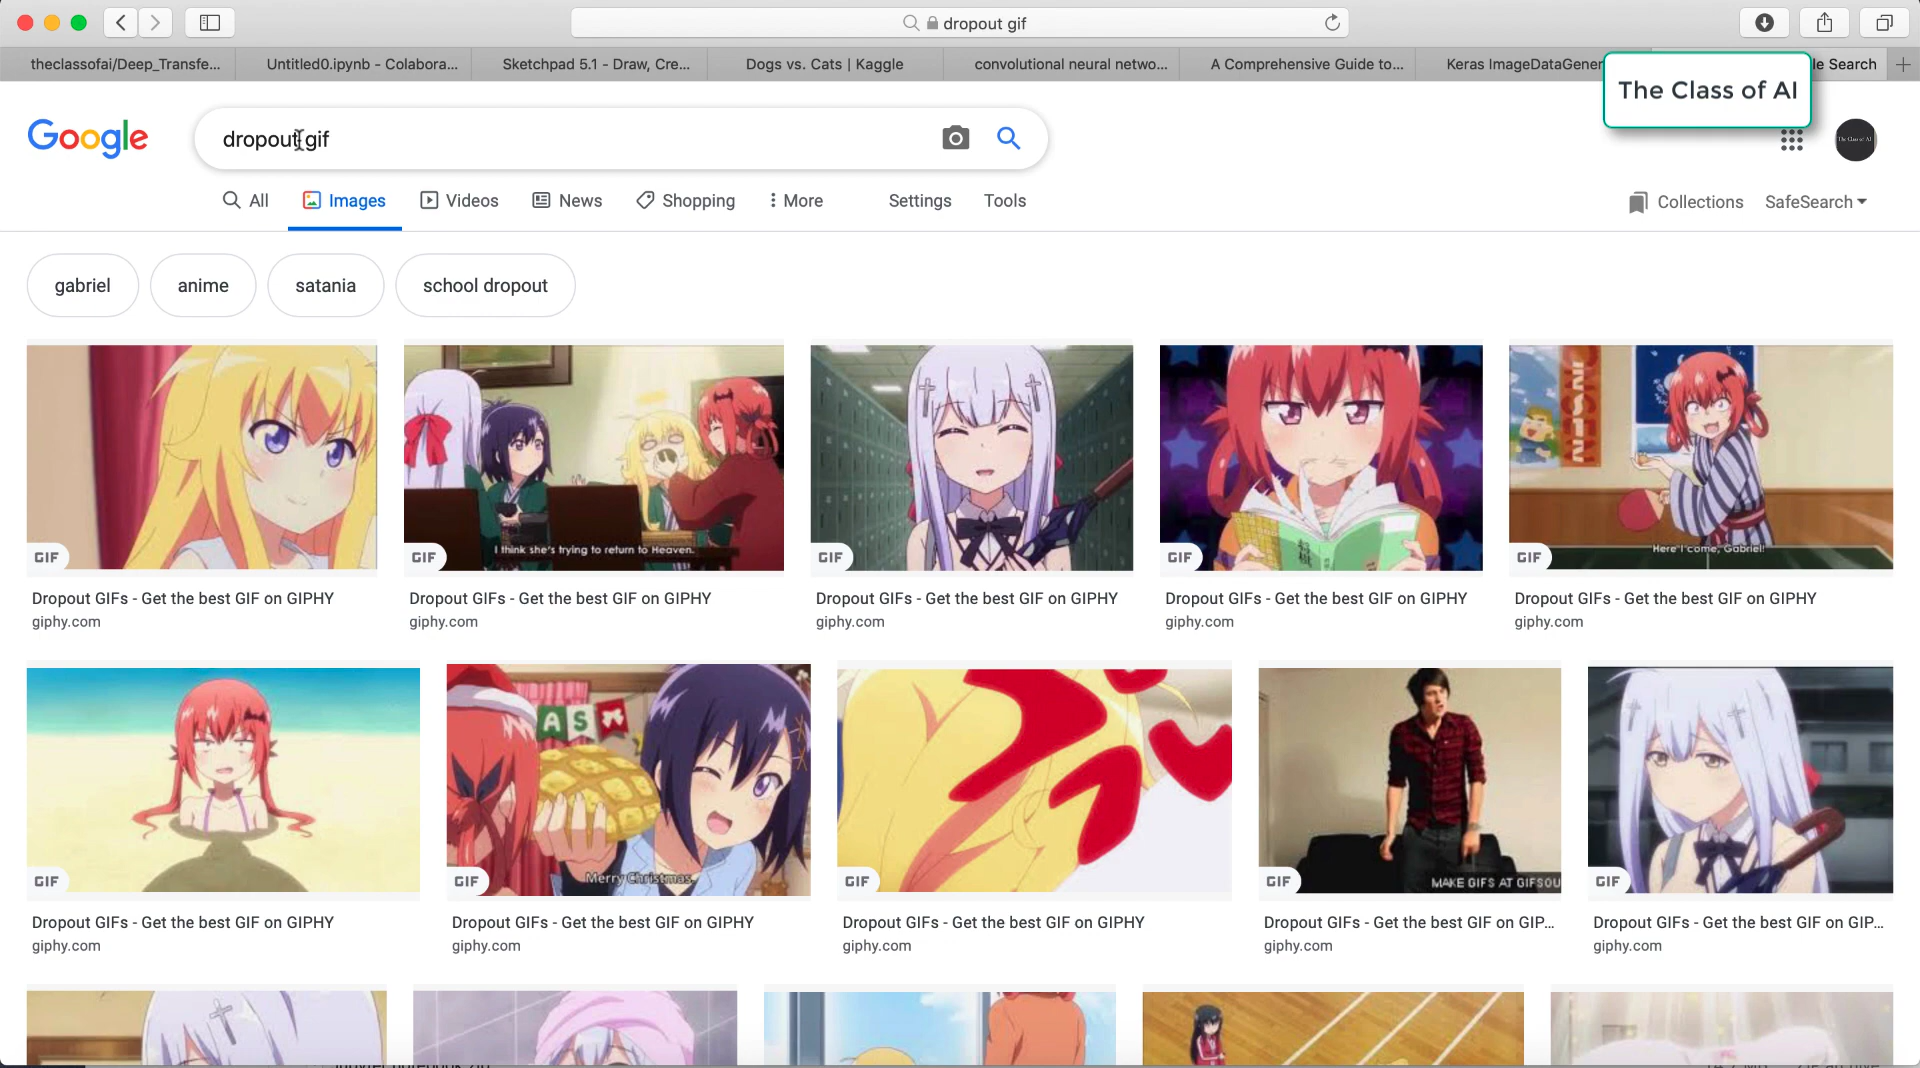 dropout gif
theclassofai/Deep_Transfe...
Untitled0.ipynb - Colabora...
Sketchpad 5.1 - Draw, Cre...
Dogs vs. Cats | Kaggle
convolutional neural netwo...
A Comprehensive Guide to...
Keras ImageDataGener
le Search
The Class of AI
Google
dropout gif
The Class of AI
All
Images
Videos
News
Shopping
More
Settings
Tools
Collections
SafeSearch
gabriel
anime
satania
school dropout
GIF
I think she's trying to return to Heaven.
GIF
GIF
GIF
Here I come, Gabriel!
GIF
Dropout GIFs - Get the best GIF on GIPHY
giphy.com
Dropout GIFs - Get the best GIF on GIPHY
giphy.com
Dropout GIFs - Get the best GIF on GIPHY
giphy.com
Dropout GIFs - Get the best GIF on GIPHY
giphy.com
Dropout GIFs - Get the best GIF on GIPHY
giphy.com
A S
GIF
Merry Christmas.
GIF
GIF
MAKE GIFS AT GIFSOU
GIF
GIF
Dropout GIFs - Get the best GIF on GIPHY
giphy.com
Dropout GIFs - Get the best GIF on GIPHY
giphy.com
Dropout GIFs - Get the best GIF on GIPHY
giphy.com
Dropout GIFs - Get the best GIF on GIP...
giphy.com
Dropout GIFs - Get the best GIF on GIP...
giphy.com